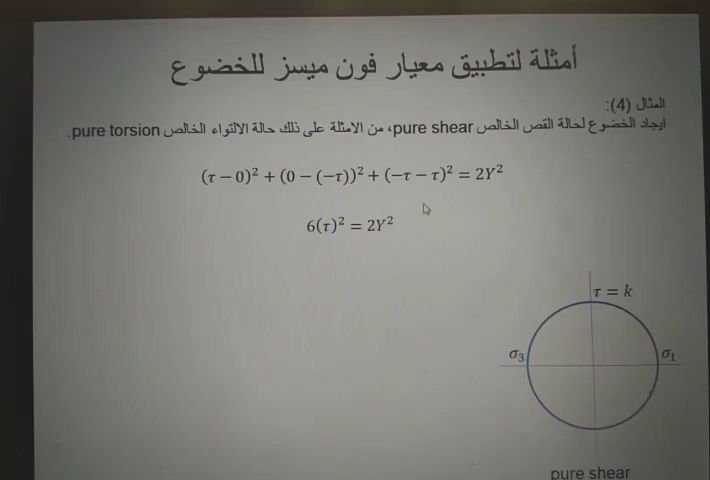 أمثلة لتطبيق معيار فون ميسز للخضوع
المثال (4):
ايجاد الخضوع لحالة القص الخالص pure shear، من الامثلة على ذلك حالة الالتواء الخالص pure torsion.
(τ − 0)² + (0 − (−τ))² + (−τ − τ)² = 2Y²
6(τ)² = 2Y²
τ = k
σ₃ σ₁
pure shear